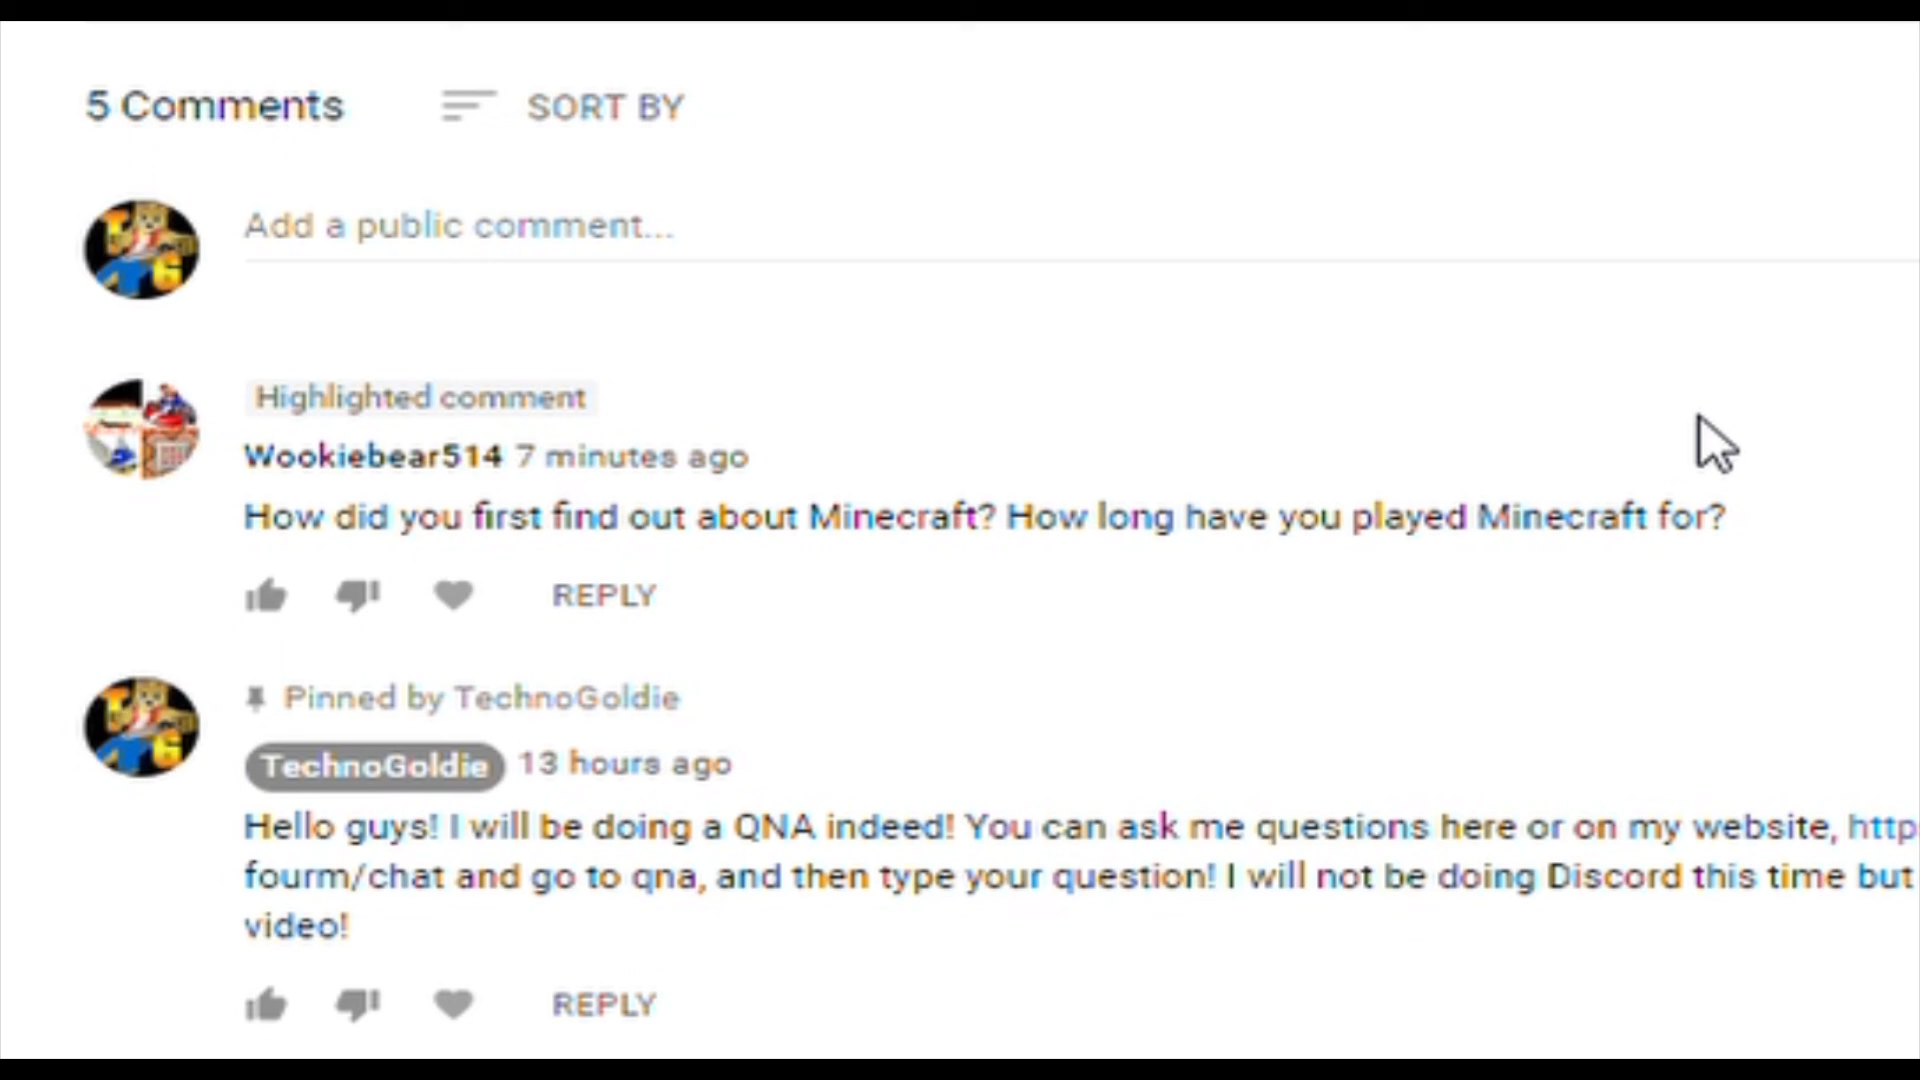 5 Comments SORT BY
Add a public comment...
Highlighted comment
Wookiebear514 7 minutes ago
How did you first find out about Minecraft? How long have you played Minecraft for?
REPLY
Pinned by TechnoGoldie
TechnoGoldie 13 hours ago
Hello guys! I will be doing a QNA indeed! You can ask me questions here or on my website, http
fourm/chat and go to qna, and then type your question! I will not be doing Discord this time but
video!
REPLY